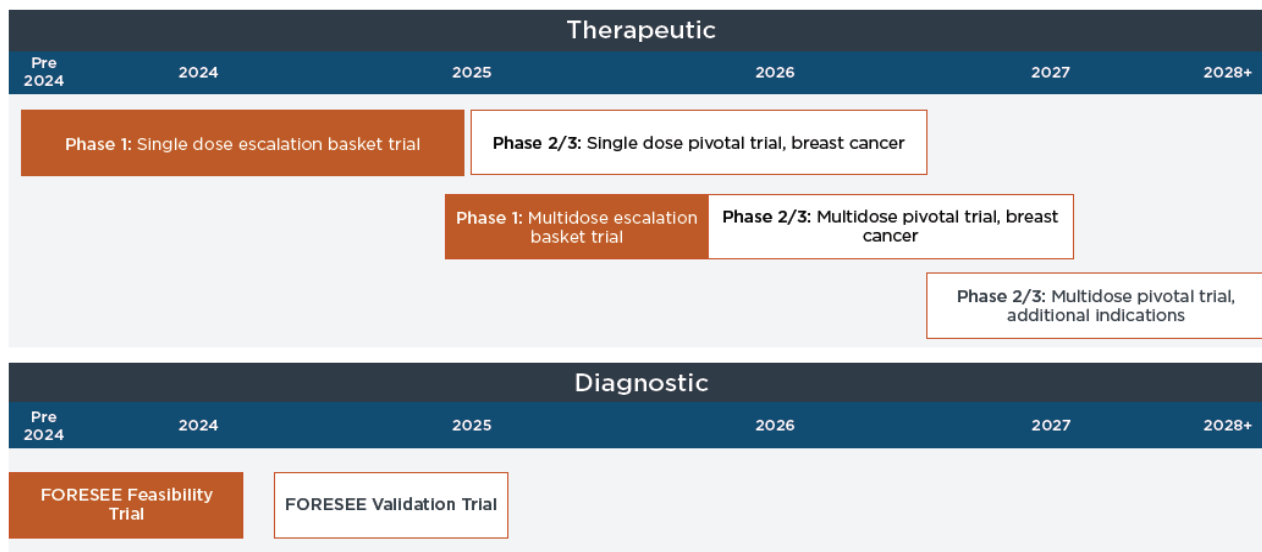 Therapeutic
Pre
2024
2024
2025
2026
2027
2028+
Phase 1: Single dose escalation basket trial
Phase 2/3: Single dose pivotal trial, breast cancer
Phase 1: Multidose escalation
basket trial
Phase 2/3: Multidose pivotal trial, breast
cancer
Phase 2/3: Multidose pivotal trial,
additional indications
Diagnostic
Pre
2024
2024
2025
2026
2027
2028+
FORESEE Feasibility
Trial
FORESEE Validation Trial